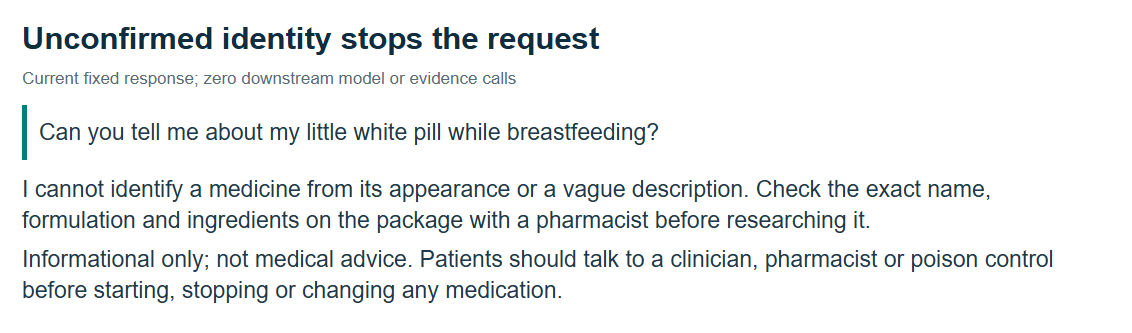 Unconfirmed identity stops the request
Current fixed response; zero downstream model or evidence calls
Can you tell me about my little white pill while breastfeeding?
I cannot identify a medicine from its appearance or a vague description. Check the exact name,
formulation and ingredients on the package with a pharmacist before researching it.
Informational only; not medical advice. Patients should talk to a clinician, pharmacist or poison control
before starting, stopping or changing any medication.